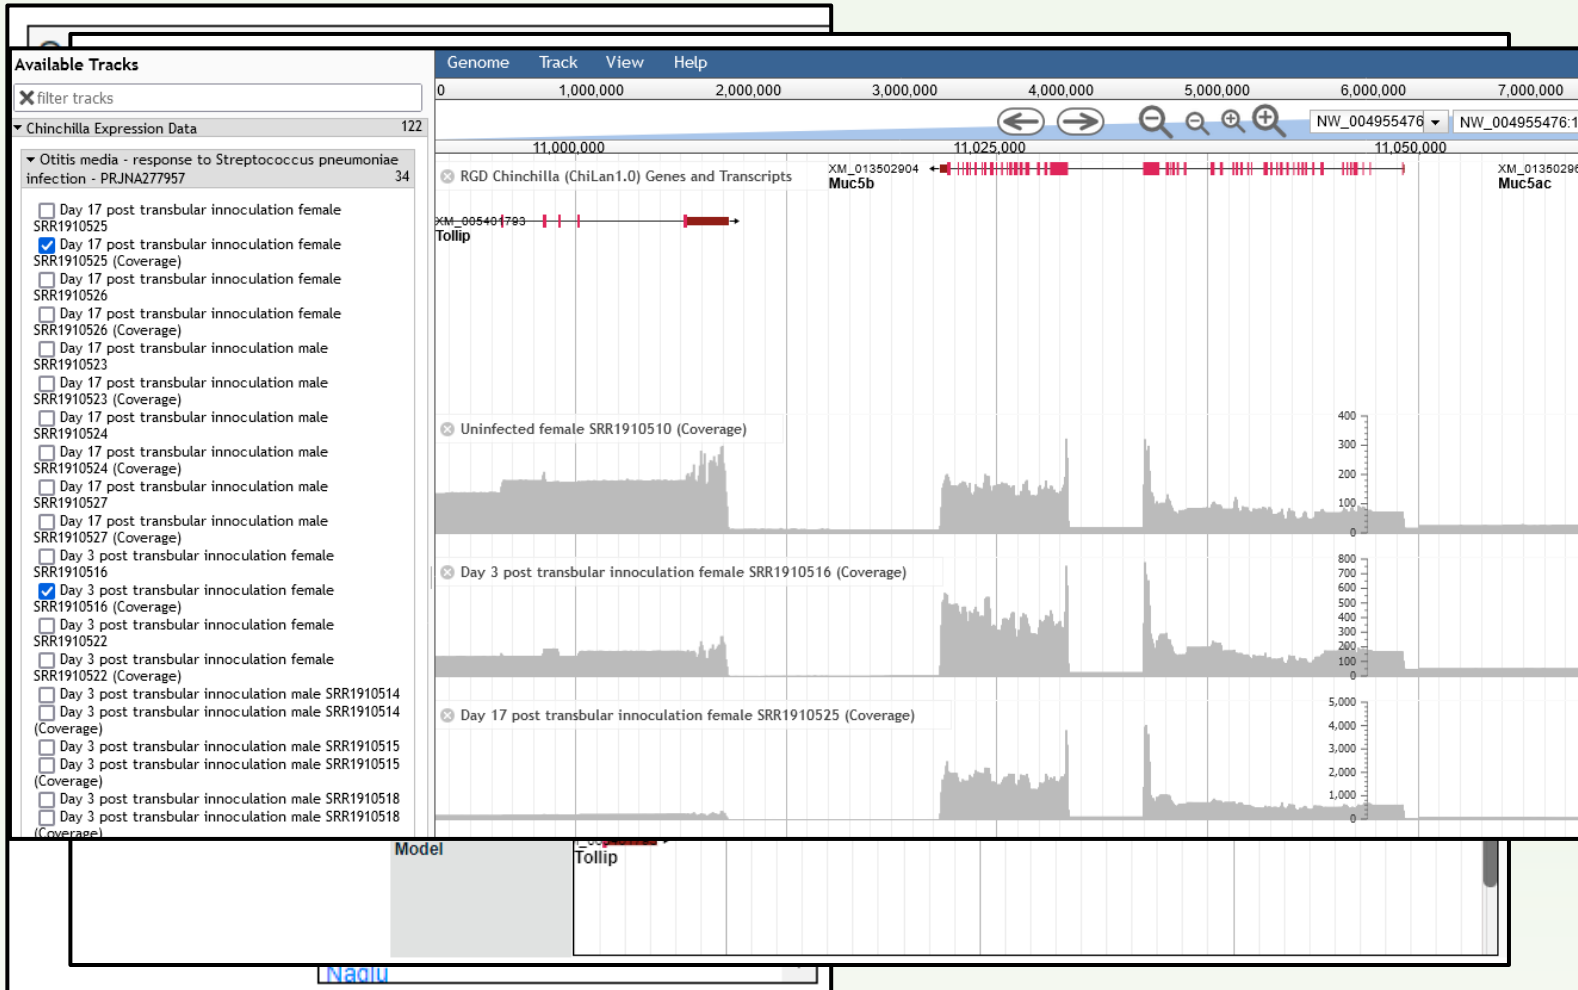 Available Tracks
filter tracks
Chinchilla Expression Data 122
Otitis media - response to Streptococcus pneumoniae
infection - PRJNA277957 34
Day 17 post transbular innoculation female
SRR1910525
Day 17 post transbular innoculation female
SRR1910525 (Coverage)
Day 17 post transbular innoculation female
SRR1910526
Day 17 post transbular innoculation female
SRR1910526 (Coverage)
Day 17 post transbular innoculation male
SRR1910523
Day 17 post transbular innoculation male
SRR1910523 (Coverage)
Day 17 post transbular innoculation male
SRR1910524
Day 17 post transbular innoculation male
SRR1910524 (Coverage)
Day 17 post transbular innoculation male
SRR1910527
Day 17 post transbular innoculation male
SRR1910527 (Coverage)
Day 3 post transbular innoculation female
SRR1910516
Day 3 post transbular innoculation female
SRR1910516 (Coverage)
Day 3 post transbular innoculation female
SRR1910522
Day 3 post transbular innoculation female
SRR1910522 (Coverage)
Day 3 post transbular innoculation male SRR1910514
Day 3 post transbular innoculation male SRR1910514
(Coverage)
Day 3 post transbular innoculation male SRR1910515
Day 3 post transbular innoculation male SRR1910515
(Coverage)
Day 3 post transbular innoculation male SRR1910518
Day 3 post transbular innoculation male SRR1910518
(Coverage)
Genome Track View Help
0 1,000,000 2,000,000 3,000,000 4,000,000 5,000,000 6,000,000 7,000,000
NW_004955476 NW_004955476:1
11,000,000 11,025,000 11,050,000
RGD Chinchilla (ChiLan1.0) Genes and Transcripts
XM_013502904
Muc5b
XM_01350296
Muc5ac
XM_005401793
Tollip
Uninfected female SRR1910510 (Coverage)
400
300
200
100
0
Day 3 post transbular innoculation female SRR1910516 (Coverage)
800
700
600
500
400
300
200
100
0
Day 17 post transbular innoculation female SRR1910525 (Coverage)
5,000
4,000
3,000
2,000
1,000
0
Model
Tollip
Naglu